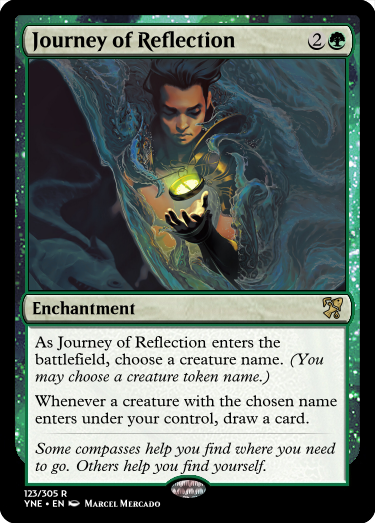 Journey of Reflection 2
Enchantment
As Journey of Reflection enters the
battlefield, choose a creature name. (You
may choose a creature token name.)
Whenever a creature with the chosen name
enters under your control, draw a card.
Some compasses help you find where you need
to go. Others help you find yourself.
123/305 R
YNE • EN Marcel Mercado